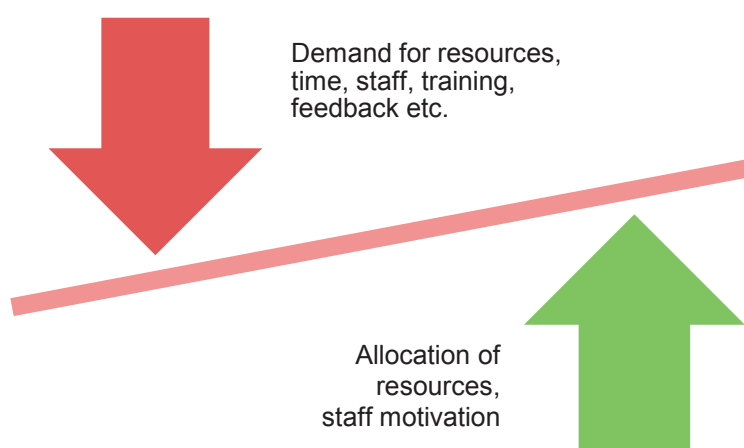 Demand for resources,
time, staff, training,
feedback etc.
Allocation of
resources,
staff motivation